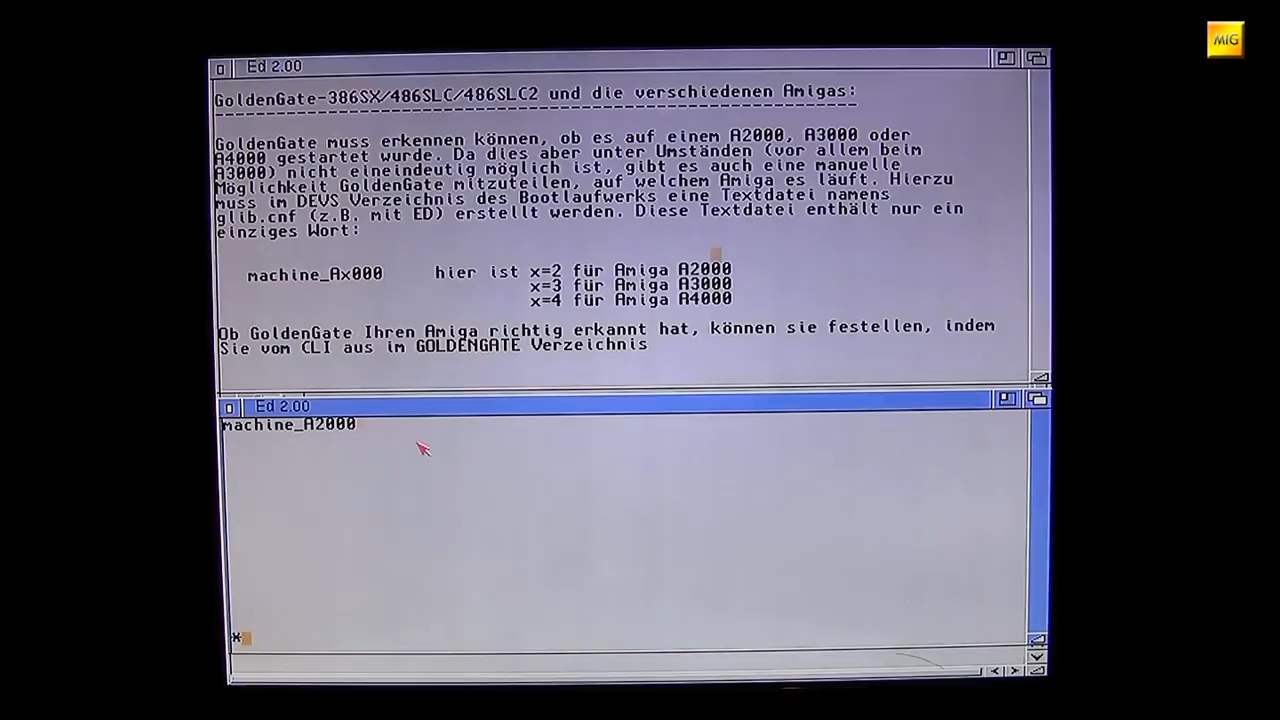 MIG
Ed 2.00
GoldenGate-386SX/486SLC/486SLC2 und die verschiedenen Amigas:
------------------------------------------------------------
GoldenGate muss erkennen können, ob es auf einem A2000, A3000 oder
A4000 gestartet wurde. Da dies aber unter Umständen (vor allem beim
A3000) nicht eineindeutig möglich ist, gibt es auch eine manuelle
Möglichkeit GoldenGate mitzuteilen, auf welchem Amiga es läuft. Hierzu
muss im DEVS Verzeichnis des Bootlaufwerks eine Textdatei namens
glib.cnf (z.B. mit ED) erstellt werden. Diese Textdatei enthält nur ein
einziges Wort:
machine_Ax000 hier ist x=2 für Amiga A2000
x=3 für Amiga A3000
x=4 für Amiga A4000
Ob GoldenGate Ihren Amiga richtig erkannt hat, können sie festellen, indem
Sie vom CLI aus im GOLDENGATE Verzeichnis
Ed 2.00
machine_A2000
*